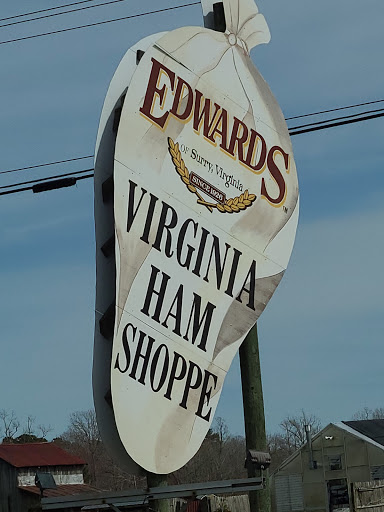 EDWARDS
OF Surry, Virginia
SINCE 1926
VIRGINIA
HAM
SHOPPE